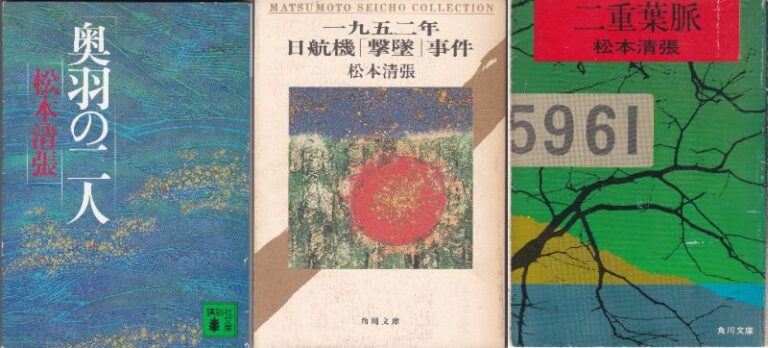 奥羽の二人
松本清張
講談社
文庫
MATSUMOTO SEICHO COLLECTION
一九五二年
日航機「撃墜」事件
松本清張
角川文庫
二重葉脈
松本清張
5961
角川文庫